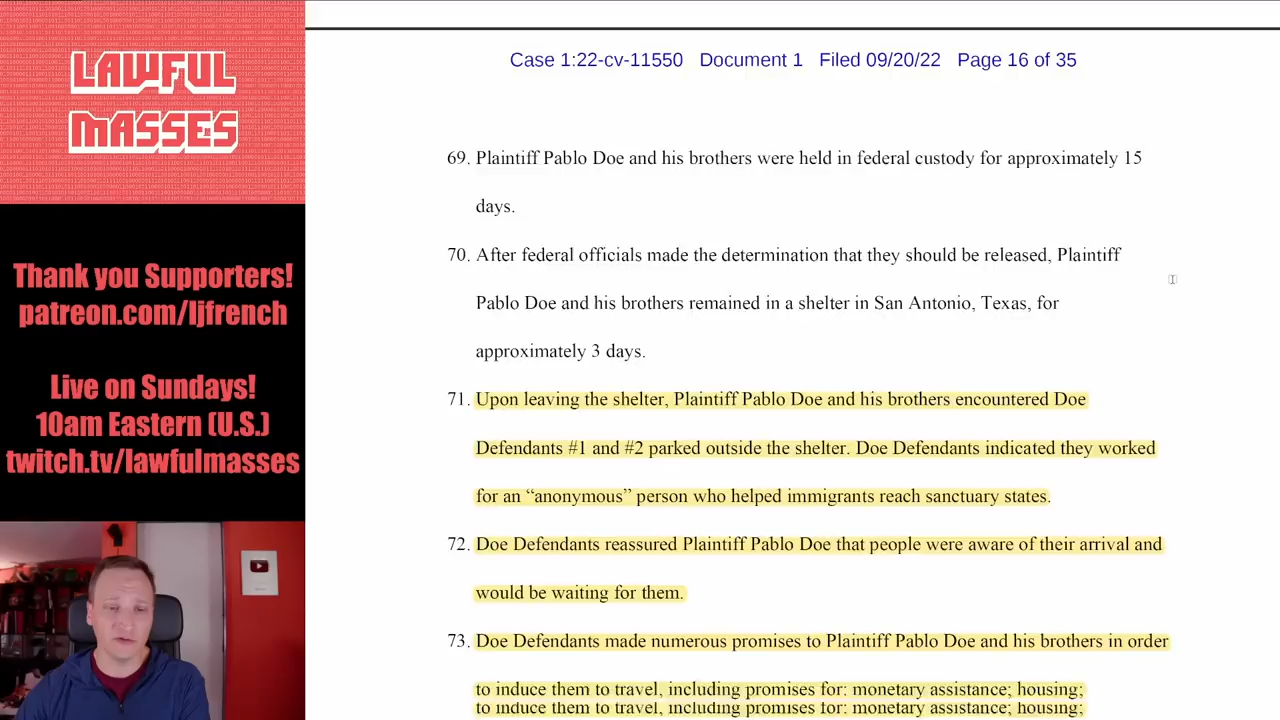 LAWFUL
MASSES
Thank you Supporters!
patreon.com/ljfrench
Live on Sundays!
10am Eastern (U.S.)
twitch.tv/lawfulmasses
Case 1:22-cv-11550 Document 1 Filed 09/20/22 Page 16 of 35
69. Plaintiff Pablo Doe and his brothers were held in federal custody for approximately 15
days.
70. After federal officials made the determination that they should be released, Plaintiff
Pablo Doe and his brothers remained in a shelter in San Antonio, Texas, for
approximately 3 days.
71. Upon leaving the shelter, Plaintiff Pablo Doe and his brothers encountered Doe
Defendants #1 and #2 parked outside the shelter. Doe Defendants indicated they worked
for an “anonymous” person who helped immigrants reach sanctuary states.
72. Doe Defendants reassured Plaintiff Pablo Doe that people were aware of their arrival and
would be waiting for them.
73. Doe Defendants made numerous promises to Plaintiff Pablo Doe and his brothers in order
to induce them to travel, including promises for: monetary assistance; housing;
to induce them to travel, including promises for: monetary assistance; housing;